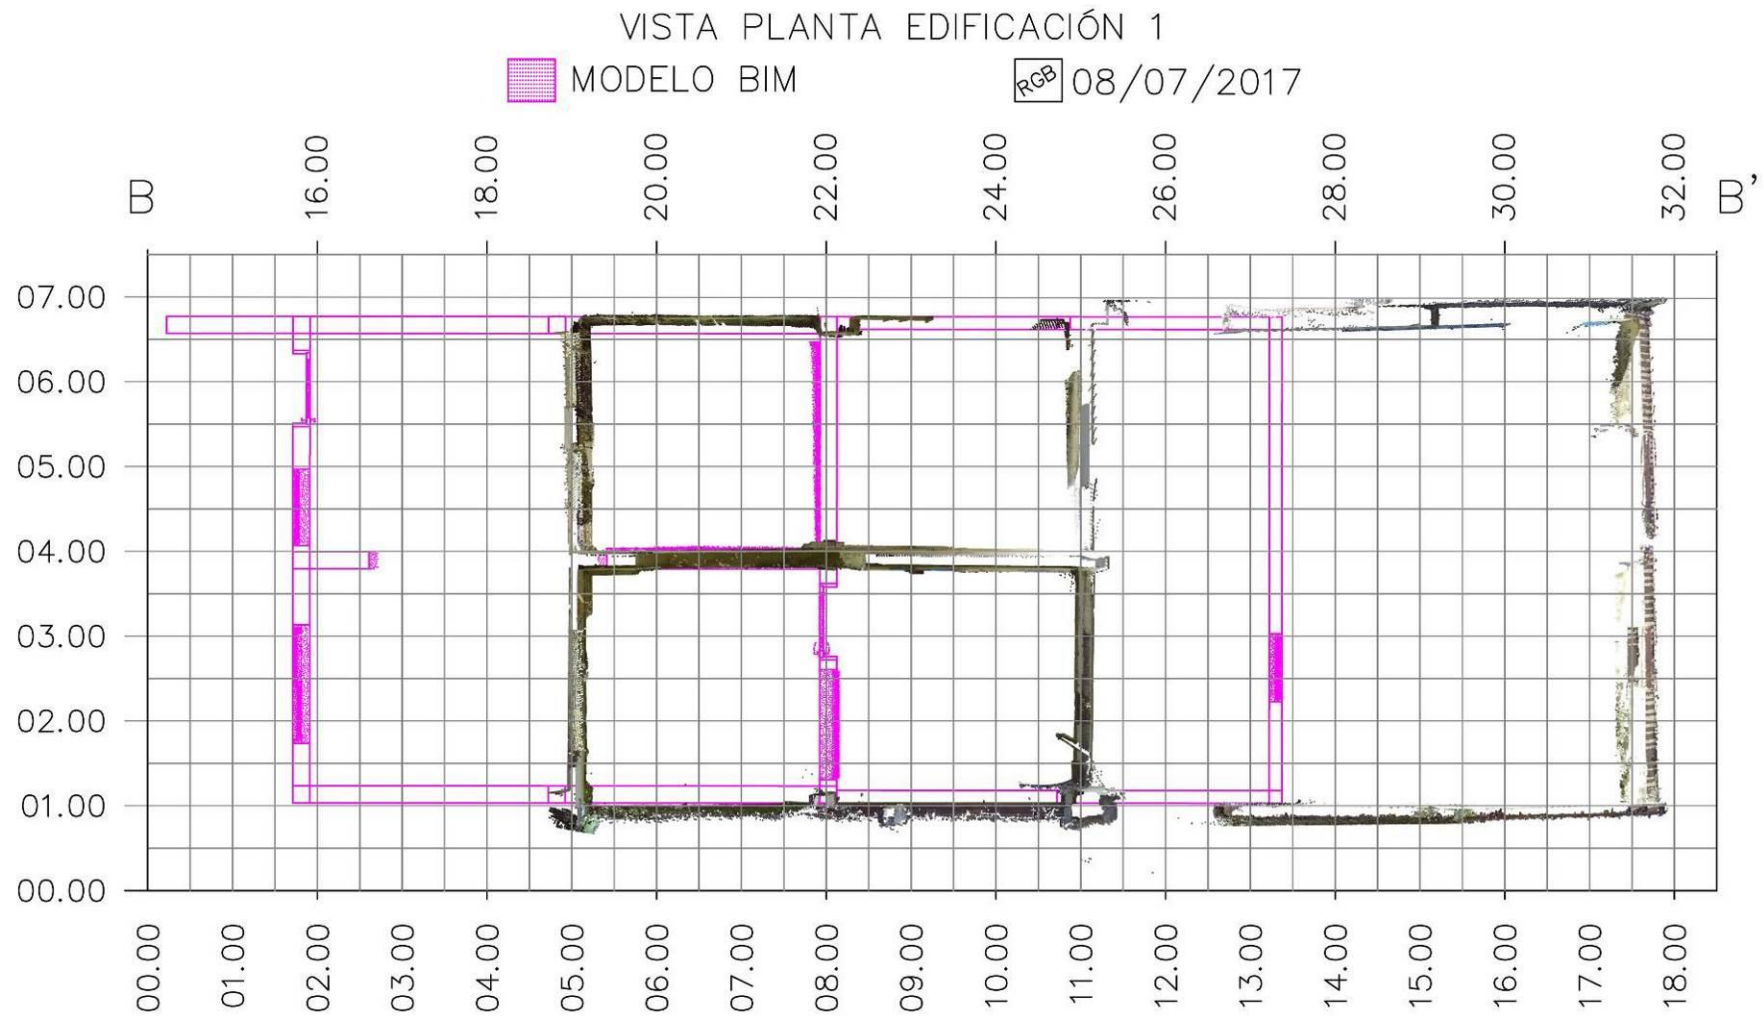 VISTA PLANTA EDIFICACIÓN 1
MODELO BIM RGB 08/07/2017
B 16.00 18.00 20.00 22.00 24.00 26.00 28.00 30.00 32.00 B'
07.00
06.00
05.00
04.00
03.00
02.00
01.00
00.00
00.00 01.00 02.00 03.00 04.00 05.00 06.00 07.00 08.00 09.00 10.00 11.00 12.00 13.00 14.00 15.00 16.00 17.00 18.00